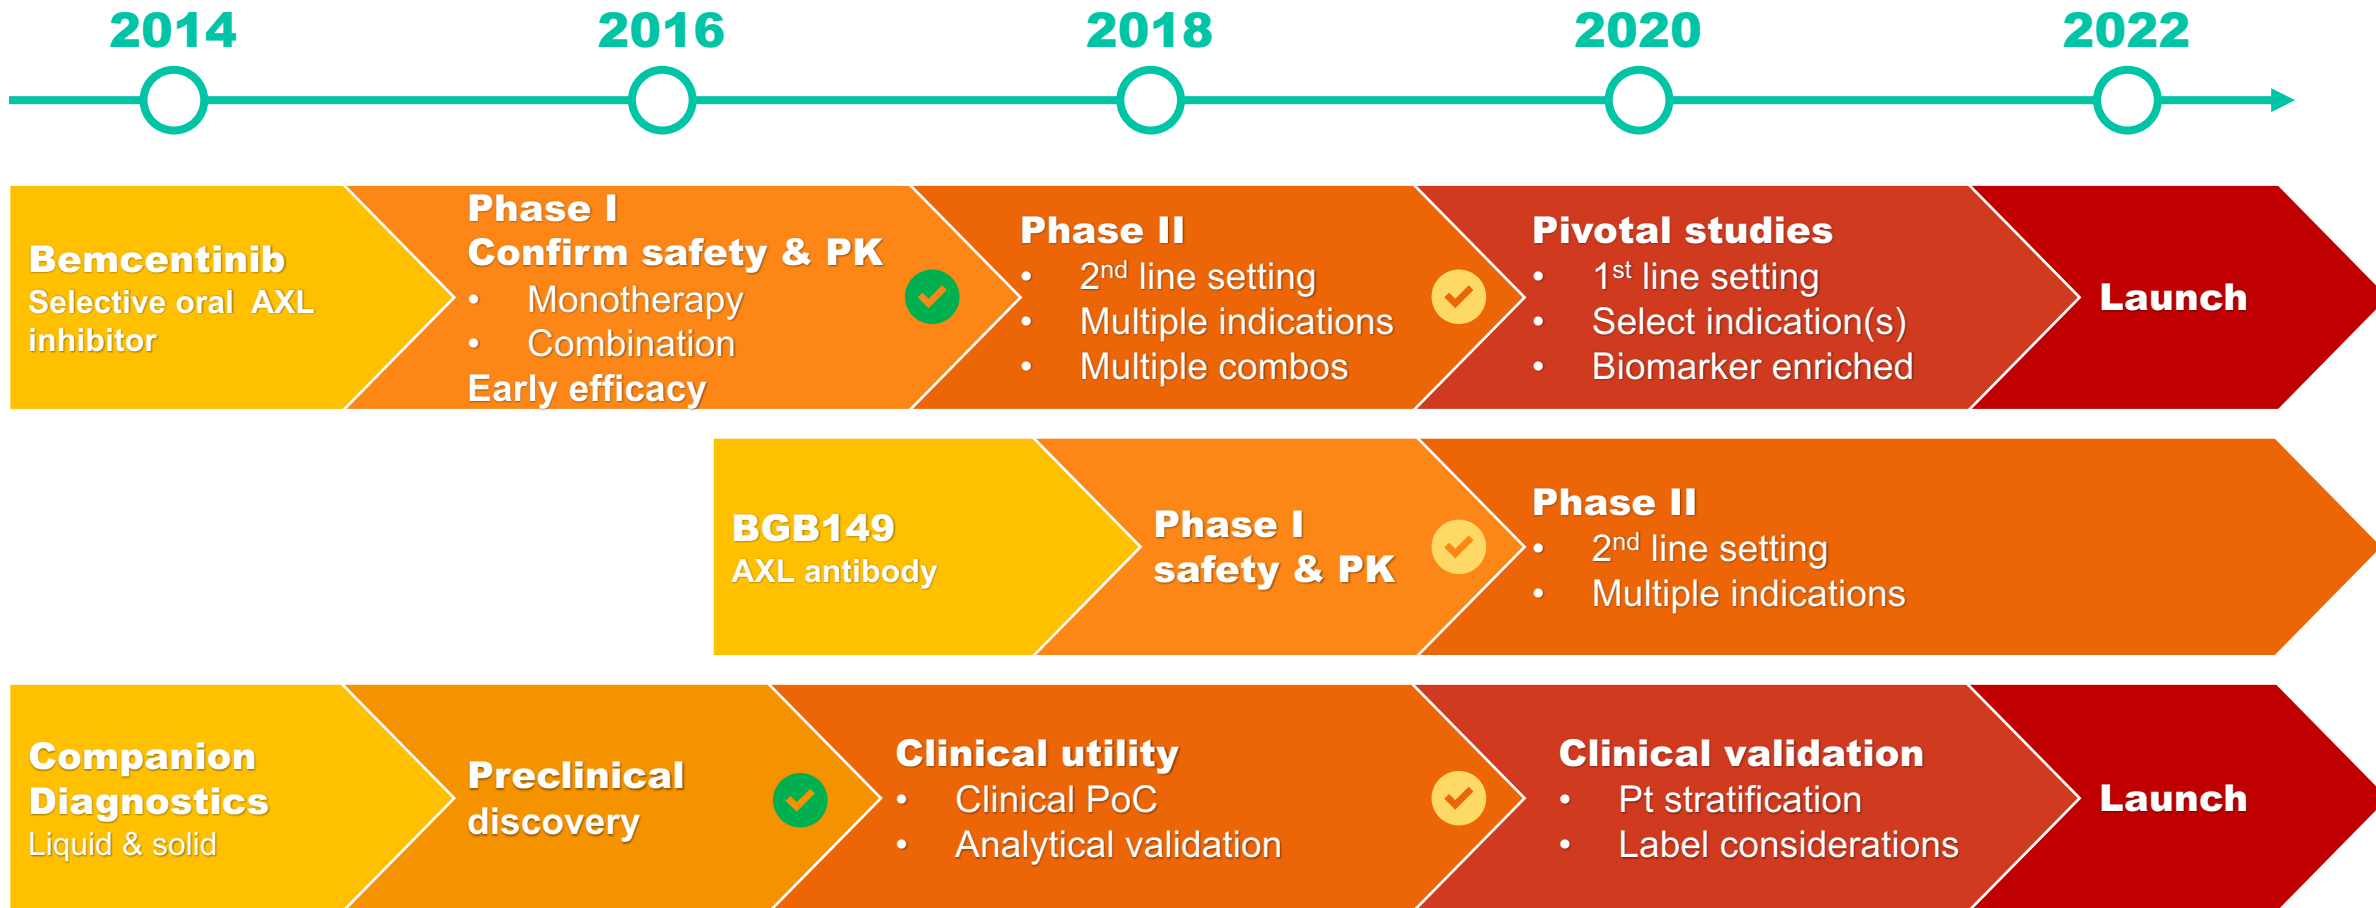 2014 2016 2018 2020 2022
Bemcentinib
Selective oral AXL
inhibitor
Phase I
Confirm safety & PK
• Monotherapy
• Combination
Early efficacy
Phase II
• 2nd line setting
• Multiple indications
• Multiple combos
Pivotal studies
• 1st line setting
• Select indication(s)
• Biomarker enriched
Launch
BGB149
AXL antibody
Phase I
safety & PK
Phase II
• 2nd line setting
• Multiple indications
Companion
Diagnostics
Liquid & solid
Preclinical
discovery
Clinical utility
• Clinical PoC
• Analytical validation
Clinical validation
• Pt stratification
• Label considerations
Launch